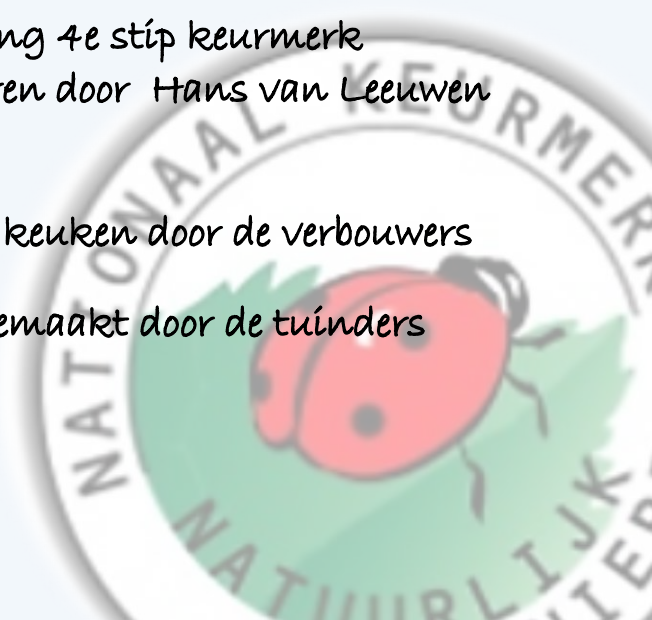 ng 4e stip keurmerk
en door Hans van Leeuwen
keuken door de verbouwers
emaakt door de tuinders
NATIONAAL KEURMERK
NATUURLIJK